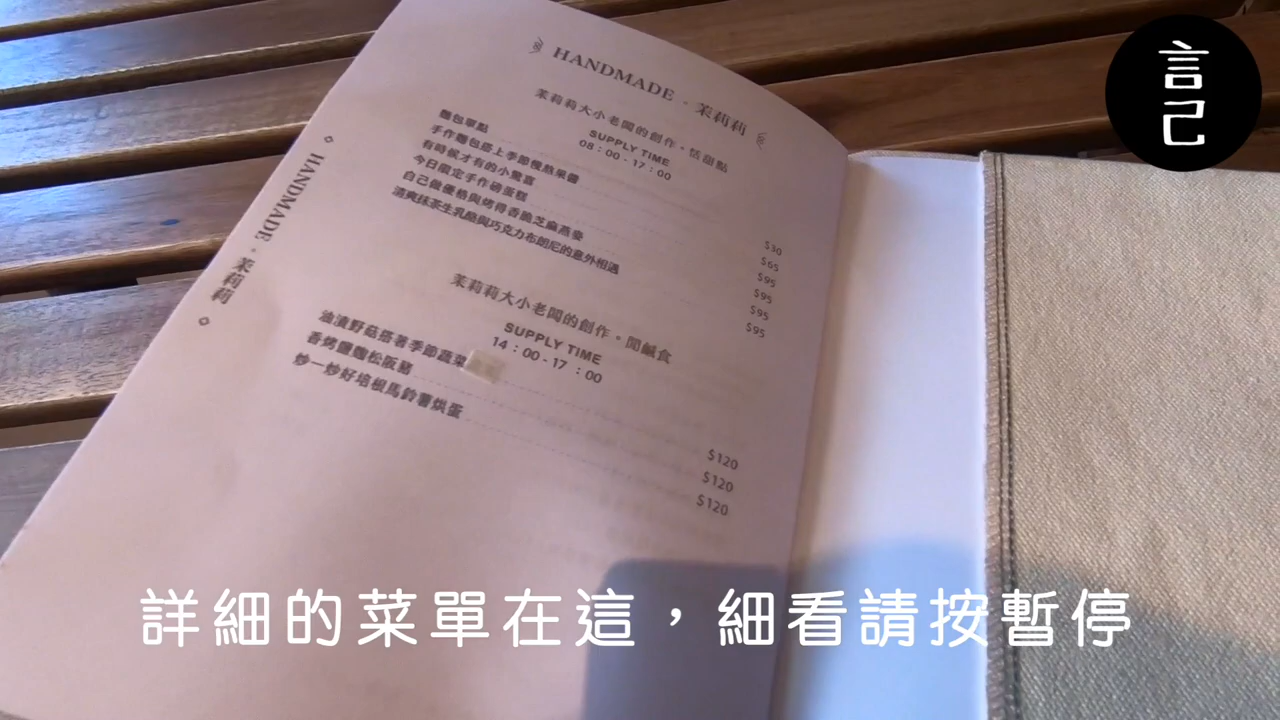 言己
HANDMADE。茉莉莉
茉莉莉大小老闆的創作。恬甜點
SUPPLY TIME
08：00-17：00
麵包單點 $30
手作麵包搭上季節慢熬果醬 $65
有時候才有的小驚喜 $95
今日限定手作磅蛋糕 $95
自己做優格與烤得香脆芝麻燕麥 $95
清爽抹茶生乳酪與巧克力布朗尼的意外相遇 $95
茉莉莉大小老闆的創作。閒鹹食
SUPPLY TIME
14：00-17：00
油漬野菇搭著季節蔬菜 $120
香烤鹽麴松阪豬 $120
炒一炒好培根馬鈴薯烘蛋 $120
HANDMADE。茉莉莉
詳細的菜單在這，細看請按暫停